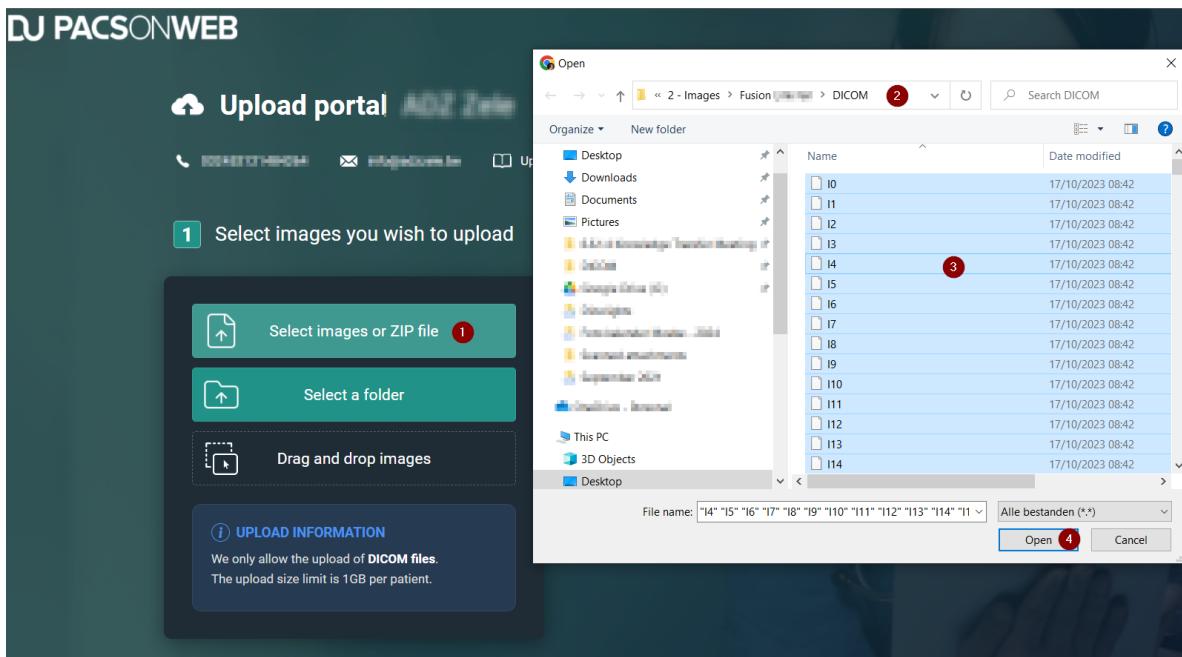 PACSONWEB
Upload portal
1 Select images you wish to upload
Select images or ZIP file 1
Select a folder
Drag and drop images
UPLOAD INFORMATION
We only allow the upload of DICOM files.
The upload size limit is 1GB per patient.
Open
« 2 - Images > Fusion > DICOM 2
Search DICOM
Organize New folder
Desktop
Downloads
Documents
Pictures
This PC
3D Objects
Desktop
Name Date modified
I0 17/10/2023 08:42
I1 17/10/2023 08:42
I2 17/10/2023 08:42
I3 17/10/2023 08:42
I4 3 17/10/2023 08:42
I5 17/10/2023 08:42
I6 17/10/2023 08:42
I7 17/10/2023 08:42
I8 17/10/2023 08:42
I9 17/10/2023 08:42
I10 17/10/2023 08:42
I11 17/10/2023 08:42
I12 17/10/2023 08:42
I13 17/10/2023 08:42
I14 17/10/2023 08:42
File name: "I4" "I5" "I6" "I7" "I8" "I9" "I10" "I11" "I12" "I13" "I14" "I1 Alle bestanden (*.*)
Open 4 Cancel